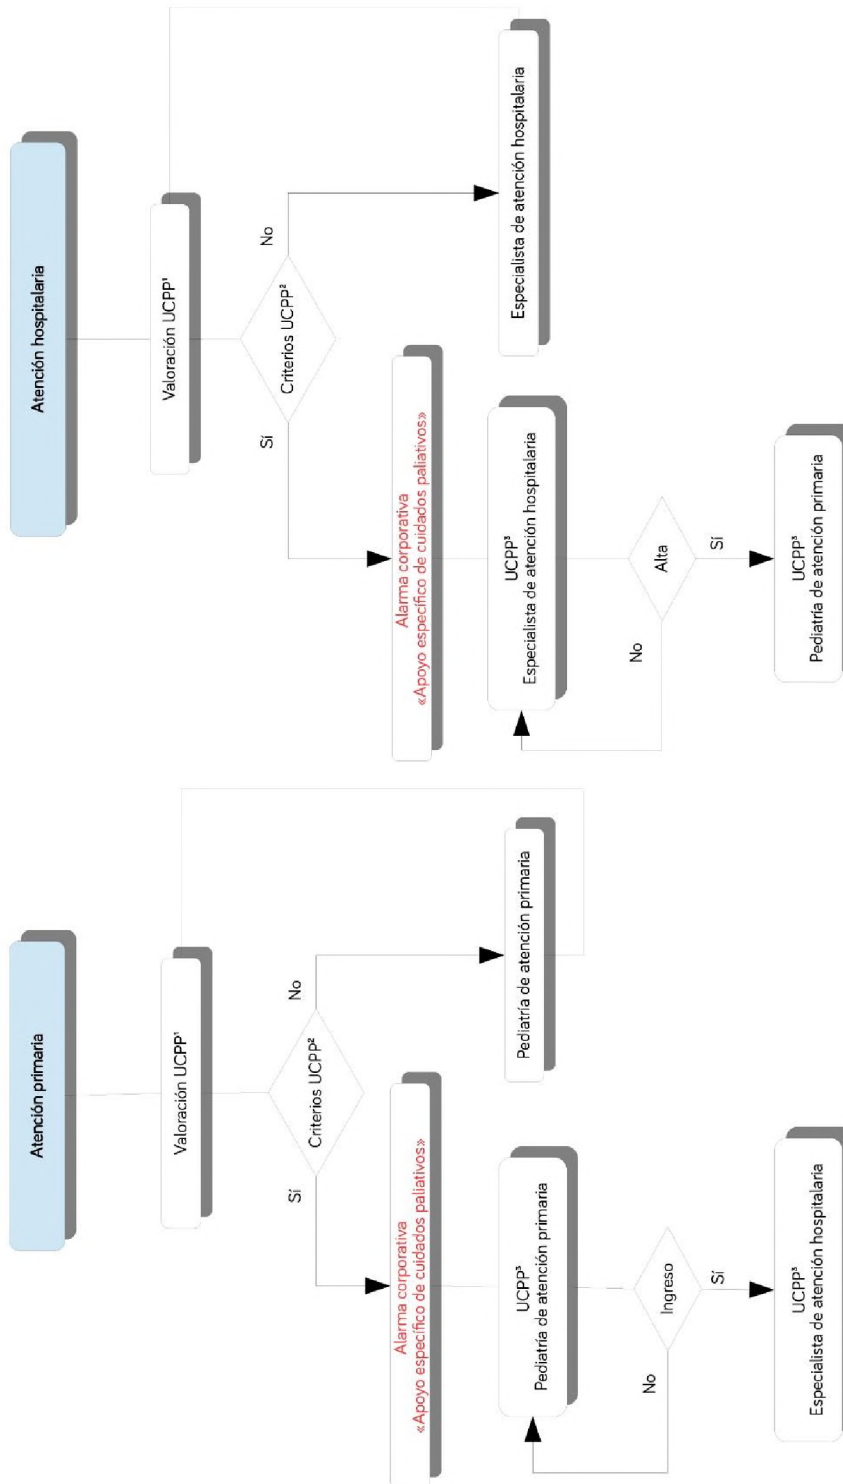 Atención primaria
Valoración UCPP¹
Criterios UCPP²
Sí
No
Alarma corporativa
«Apoyo específico de cuidados paliativos»
Pediatría de atención primaria
UCPP³
Pediatría de atención primaria
Ingreso
No
Sí
UCPP³
Especialista de atención hospitalaria
Atención hospitalaria
Valoración UCPP¹
Criterios UCPP²
Sí
No
Alarma corporativa
«Apoyo específico de cuidados paliativos»
Especialista de atención hospitalaria
UCPP³
Especialista de atención hospitalaria
Alta
No
Sí
UCPP³
Pediatría de atención primaria